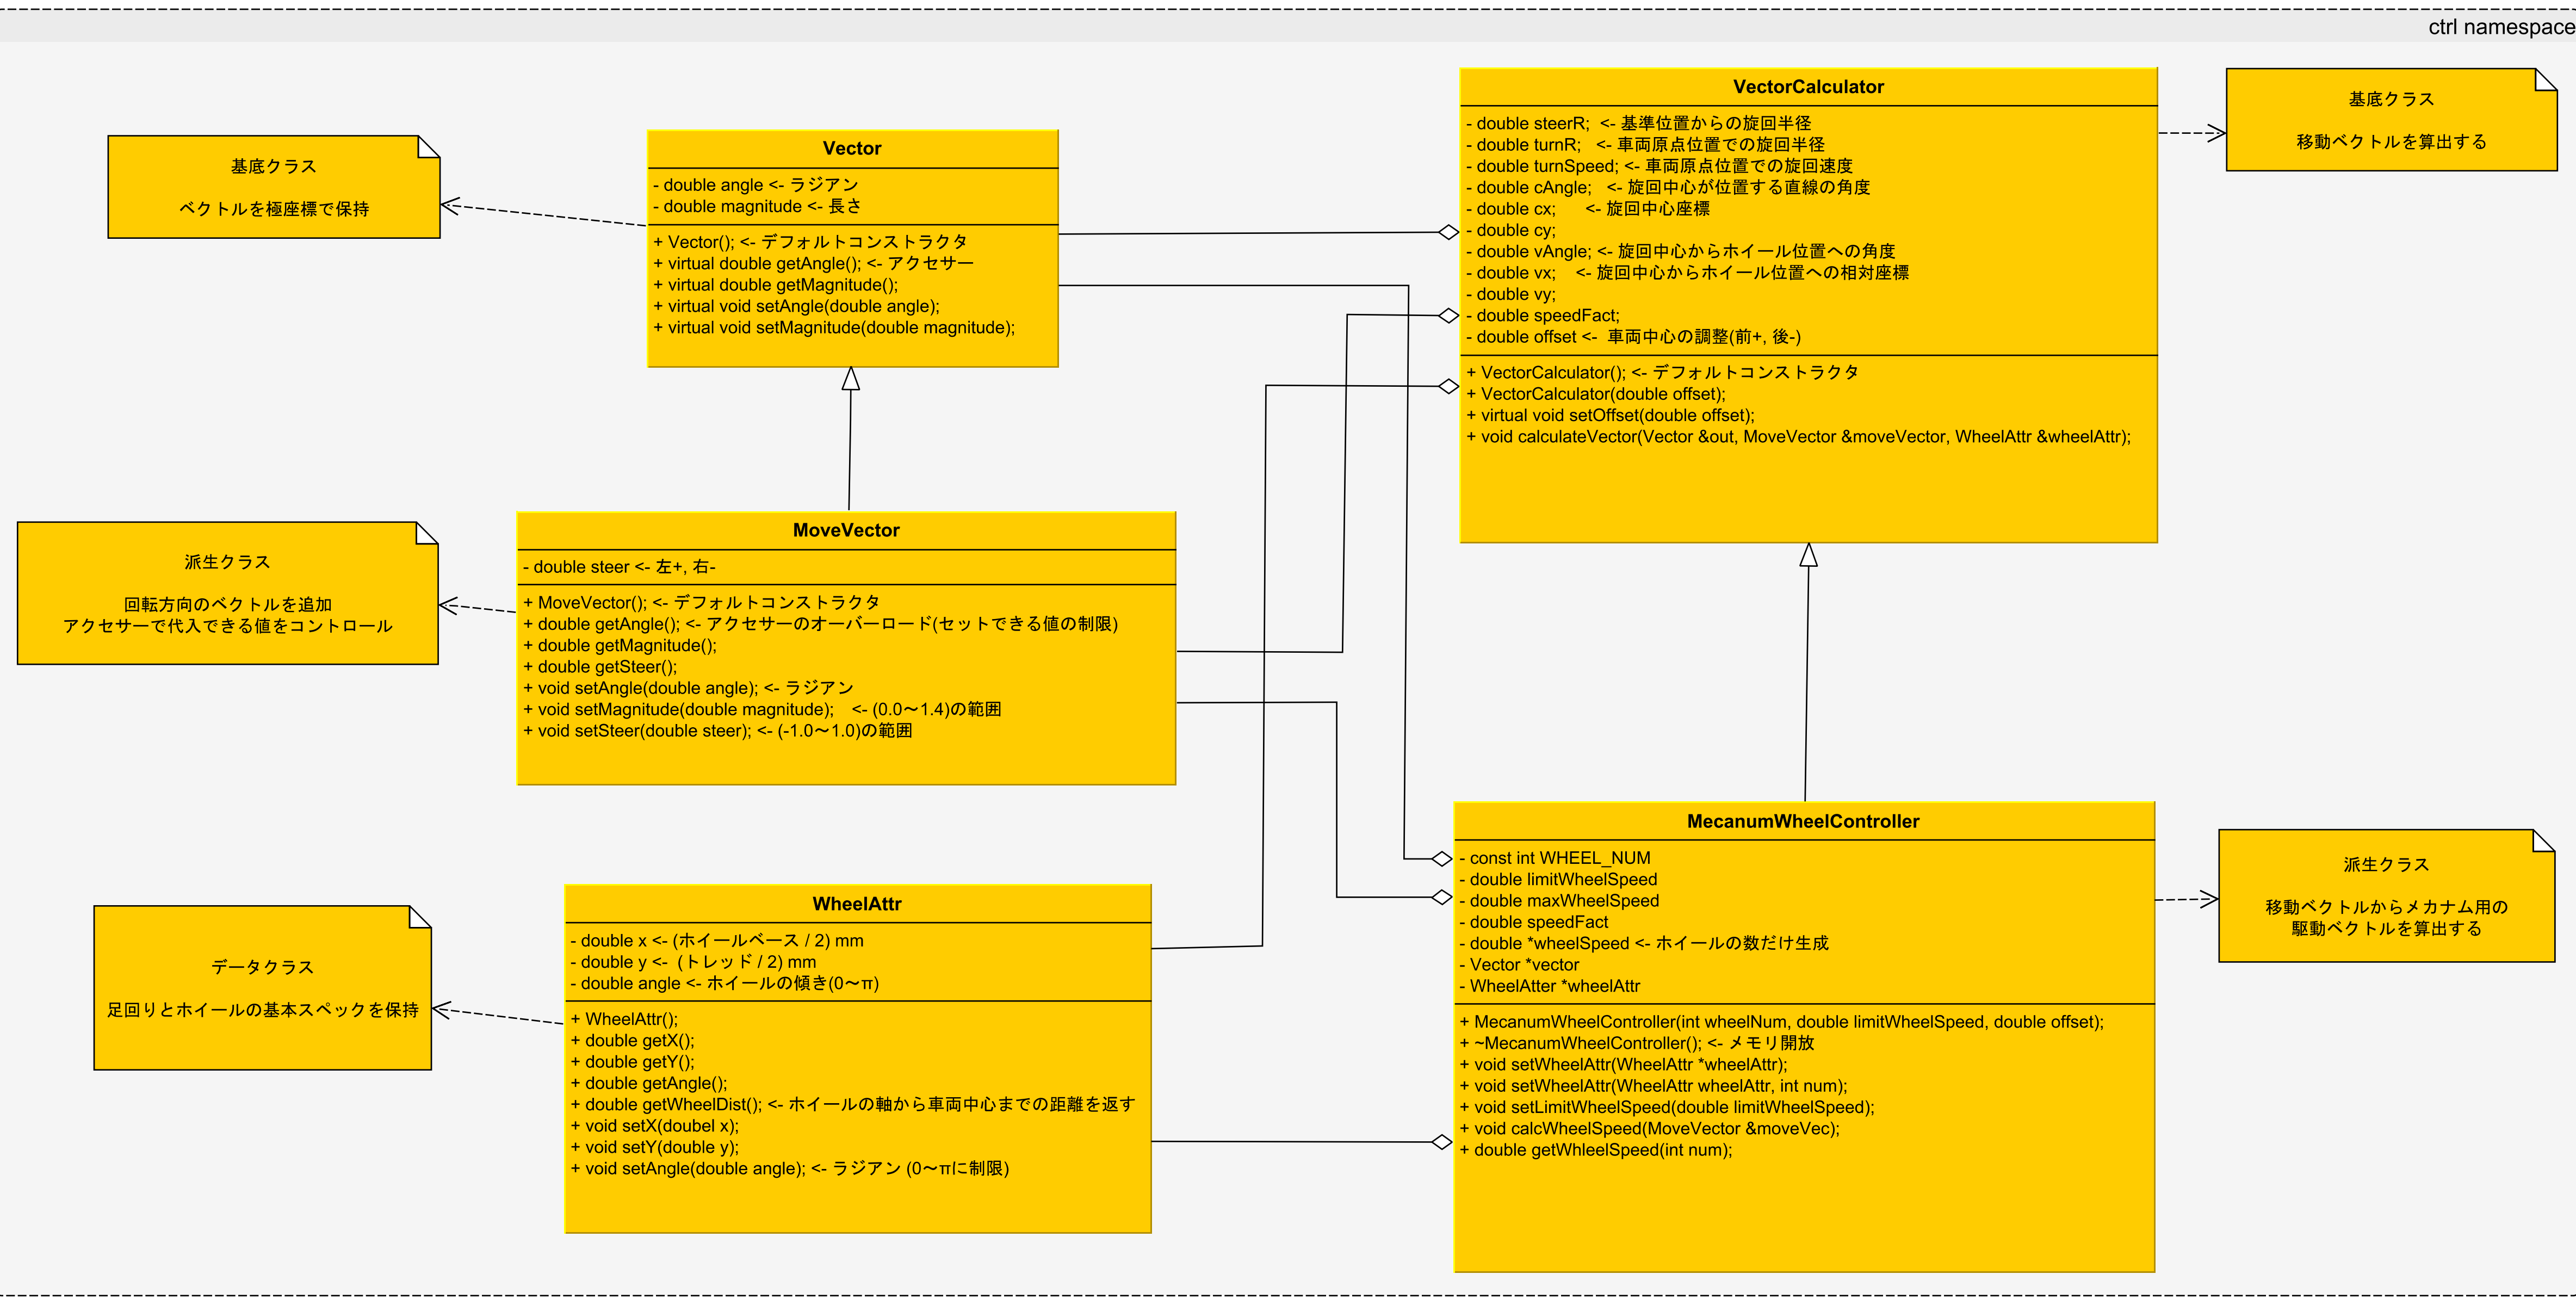 ctrl namespace
基底クラス
ベクトルを極座標で保持
Vector
- double angle <- ラジアン
- double magnitude <- 長さ
+ Vector(); <- デフォルトコンストラクタ
+ virtual double getAngle(); <- アクセサー
+ virtual double getMagnitude();
+ virtual void setAngle(double angle);
+ virtual void setMagnitude(double magnitude);
VectorCalculator
- double steerR; <- 基準位置からの旋回半径
- double turnR; <- 車両原点位置での旋回半径
- double turnSpeed; <- 車両原点位置での旋回速度
- double cAngle; <- 旋回中心が位置する直線の角度
- double cx; <- 旋回中心座標
- double cy;
- double vAngle; <- 旋回中心からホイール位置への角度
- double vx; <- 旋回中心からホイール位置への相対座標
- double vy;
- double speedFact;
- double offset <- 車両中心の調整(前+, 後-)
+ VectorCalculator(); <- デフォルトコンストラクタ
+ VectorCalculator(double offset);
+ virtual void setOffset(double offset);
+ void calculateVector(Vector &out, MoveVector &moveVector, WheelAttr &wheelAttr);
基底クラス
移動ベクトルを算出する
派生クラス
回転方向のベクトルを追加
アクセサーで代入できる値をコントロール
MoveVector
- double steer <- 左+, 右-
+ MoveVector(); <- デフォルトコンストラクタ
+ double getAngle(); <- アクセサーのオーバーロード(セットできる値の制限)
+ double getMagnitude();
+ double getSteer();
+ void setAngle(double angle); <- ラジアン
+ void setMagnitude(double magnitude); <- (0.0〜1.4)の範囲
+ void setSteer(double steer); <- (-1.0〜1.0)の範囲
データクラス
足回りとホイールの基本スペックを保持
WheelAttr
- double x <- (ホイールベース / 2) mm
- double y <- (トレッド / 2) mm
- double angle <- ホイールの傾き(0〜π)
+ WheelAttr();
+ double getX();
+ double getY();
+ double getAngle();
+ double getWheelDist(); <- ホイールの軸から車両中心までの距離を返す
+ void setX(doubel x);
+ void setY(double y);
+ void setAngle(double angle); <- ラジアン (0〜πに制限)
MecanumWheelController
- const int WHEEL_NUM
- double limitWheelSpeed
- double maxWheelSpeed
- double speedFact
- double *wheelSpeed <- ホイールの数だけ生成
- Vector *vector
- WheelAtter *wheelAttr
+ MecanumWheelController(int wheelNum, double limitWheelSpeed, double offset);
+ ~MecanumWheelController(); <- メモリ開放
+ void setWheelAttr(WheelAttr *wheelAttr);
+ void setWheelAttr(WheelAttr wheelAttr, int num);
+ void setLimitWheelSpeed(double limitWheelSpeed);
+ void calcWheelSpeed(MoveVector &moveVec);
+ double getWhleelSpeed(int num);
派生クラス
移動ベクトルからメカナム用の
駆動ベクトルを算出する